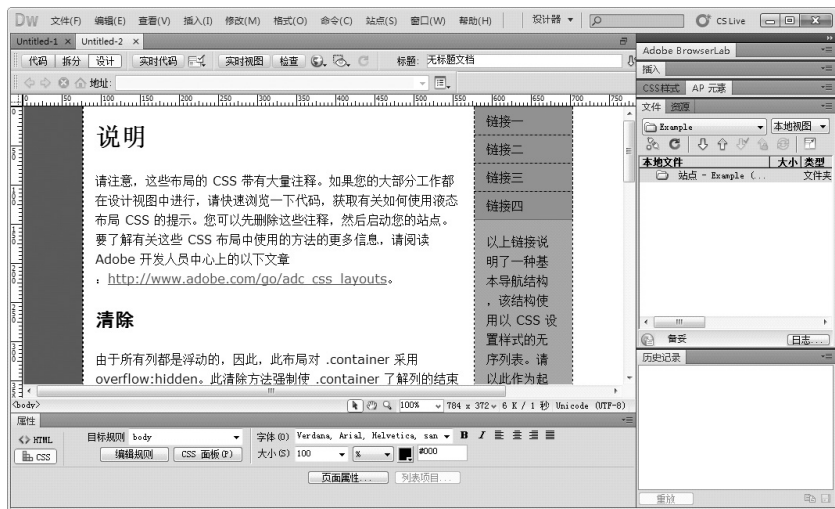 DW 文件(F) 编辑(E) 查看(V) 插入(I) 修改(M) 格式(O) 命令(C) 站点(S) 窗口(W) 帮助(H) 设计器 CS Live
Untitled-1 × Untitled-2 ×
代码 拆分 设计 实时代码 实时视图 检查 标题: 无标题文档
地址:
0 50 100 150 200 250 300 350 400 450 500 550 600 650 700 750
说明
请注意，这些布局的 CSS 带有大量注释。如果您的大部分工作都
在设计视图中进行，请快速浏览一下代码，获取有关如何使用液态
布局 CSS 的提示。您可以先删除这些注释，然后启动您的站点。
要了解有关这些 CSS 布局中使用的方法的更多信息，请阅读
Adobe 开发人员中心上的以下文章
：http://www.adobe.com/go/adc_css_layouts。
清除
由于所有列都是浮动的，因此，此布局对 .container 采用
overflow:hidden。此清除方法强制使 .container 了解列的结束
链接一
链接二
链接三
链接四
以上链接说
明了一种基
本导航结构
，该结构使
用以 CSS 设
置样式的无
序列表。请
以此作为起
<body> 100% 784 x 372 6 K / 1 秒 Unicode (UTF-8)
属性
<> HTML 目标规则 body 字体(O) Verdana, Arial, Helvetica, san B I
CSS 编辑规则 CSS 面板(P) 大小(S) 100 % #000
页面属性... 列表项目...
Adobe BrowserLab
插入
CSS样式 AP 元素
文件 资源
Example 本地视图
本地文件 大小 类型
站点 - Example (... 文件夹
备妥 日志...
历史记录
重放